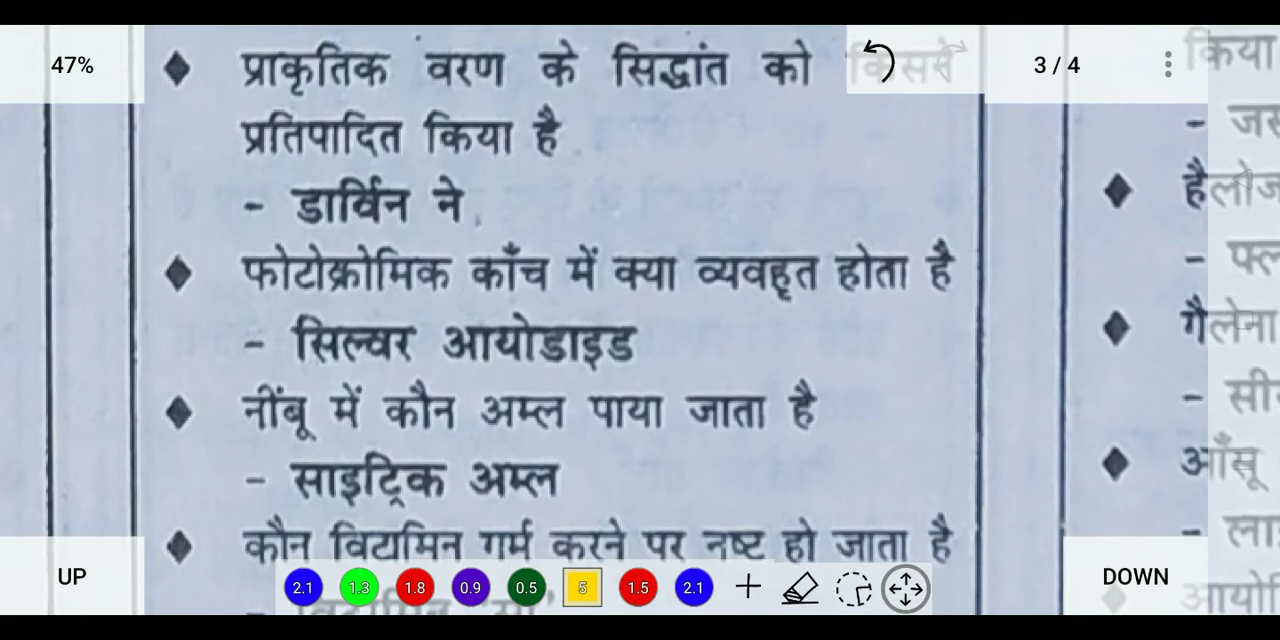 47%
♦ प्राकृतिक वरण के सिद्धांत को किसने
प्रतिपादित किया है
- डार्विन ने
♦ फोटोक्रोमिक काँच में क्या व्यवहृत होता है
- सिल्वर आयोडाइड
♦ नींबू में कौन अम्ल पाया जाता है
- साइट्रिक अम्ल
♦ कौन विटामिन गर्म करने पर नष्ट हो जाता है
- विटामिन 'सी'
3 / 4
किया
-
♦
-
♦ गैलेना
-
♦ आँसू
-
♦
UP
2.1 1.3 1.8 0.9 0.5 5 1.5 2.1
DOWN